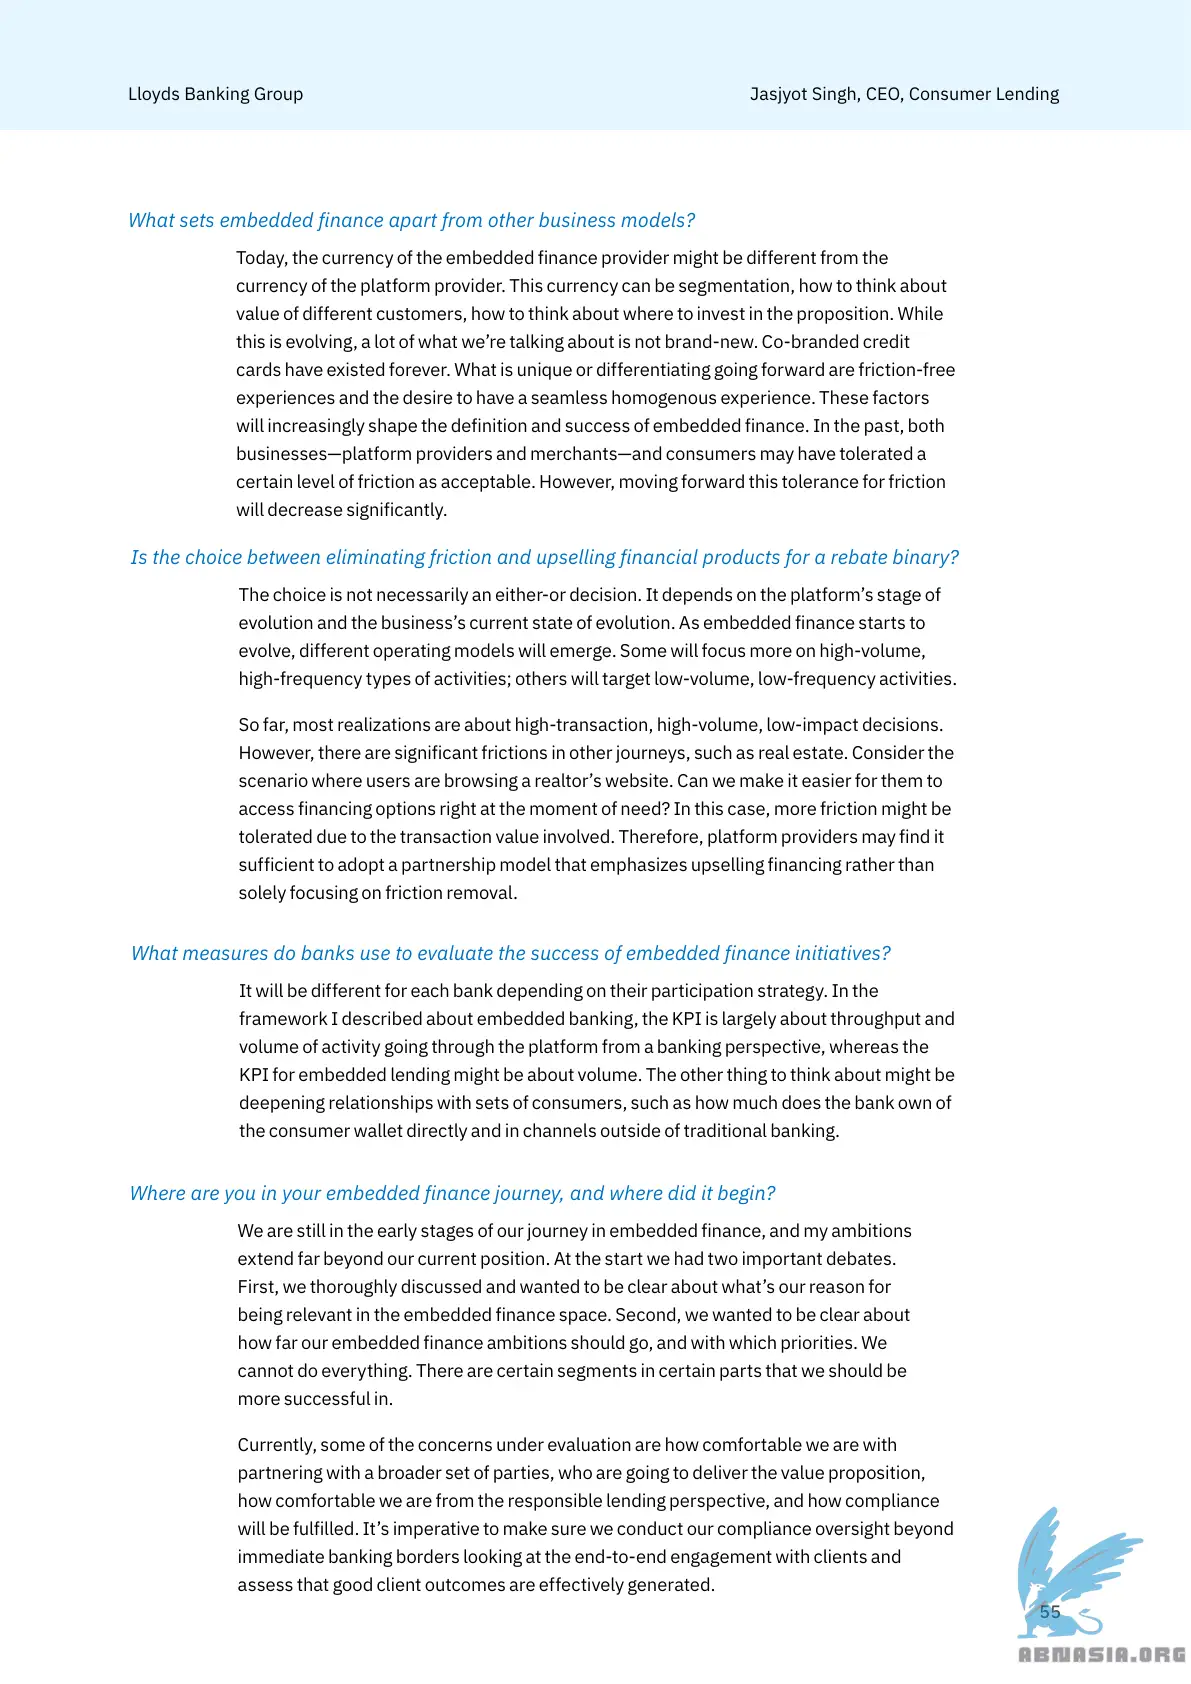 Lloyds Banking Group
Jasjyot Singh, CEO, Consumer Lending
What sets embedded finance apart from other business models?
Today, the currency of the embedded finance provider might be different from the
currency of the platform provider. This currency can be segmentation, how to think about
value of different customers, how to think about where to invest in the proposition. While
this is evolving, a lot of what we’re talking about is not brand-new. Co-branded credit
cards have existed forever. What is unique or differentiating going forward are friction-free
experiences and the desire to have a seamless homogenous experience. These factors
will increasingly shape the definition and success of embedded finance. In the past, both
businesses—platform providers and merchants—and consumers may have tolerated a
certain level of friction as acceptable. However, moving forward this tolerance for friction
will decrease significantly.
Is the choice between eliminating friction and upselling financial products for a rebate binary?
The choice is not necessarily an either-or decision. It depends on the platform’s stage of
evolution and the business’s current state of evolution. As embedded finance starts to
evolve, different operating models will emerge. Some will focus more on high-volume,
high-frequency types of activities; others will target low-volume, low-frequency activities.
So far, most realizations are about high-transaction, high-volume, low-impact decisions.
However, there are significant frictions in other journeys, such as real estate. Consider the
scenario where users are browsing a realtor’s website. Can we make it easier for them to
access financing options right at the moment of need? In this case, more friction might be
tolerated due to the transaction value involved. Therefore, platform providers may find it
sufficient to adopt a partnership model that emphasizes upselling financing rather than
solely focusing on friction removal.
What measures do banks use to evaluate the success of embedded finance initiatives?
It will be different for each bank depending on their participation strategy. In the
framework I described about embedded banking, the KPI is largely about throughput and
volume of activity going through the platform from a banking perspective, whereas the
KPI for embedded lending might be about volume. The other thing to think about might be
deepening relationships with sets of consumers, such as how much does the bank own of
the consumer wallet directly and in channels outside of traditional banking.
Where are you in your embedded finance journey, and where did it begin?
We are still in the early stages of our journey in embedded finance, and my ambitions
extend far beyond our current position. At the start we had two important debates.
First, we thoroughly discussed and wanted to be clear about what’s our reason for
being relevant in the embedded finance space. Second, we wanted to be clear about
how far our embedded finance ambitions should go, and with which priorities. We
cannot do everything. There are certain segments in certain parts that we should be
more successful in.
Currently, some of the concerns under evaluation are how comfortable we are with
partnering with a broader set of parties, who are going to deliver the value proposition,
how comfortable we are from the responsible lending perspective, and how compliance
will be fulfilled. It’s imperative to make sure we conduct our compliance oversight beyond
immediate banking borders looking at the end-to-end engagement with clients and
assess that good client outcomes are effectively generated.
55
ABNASIA.ORG